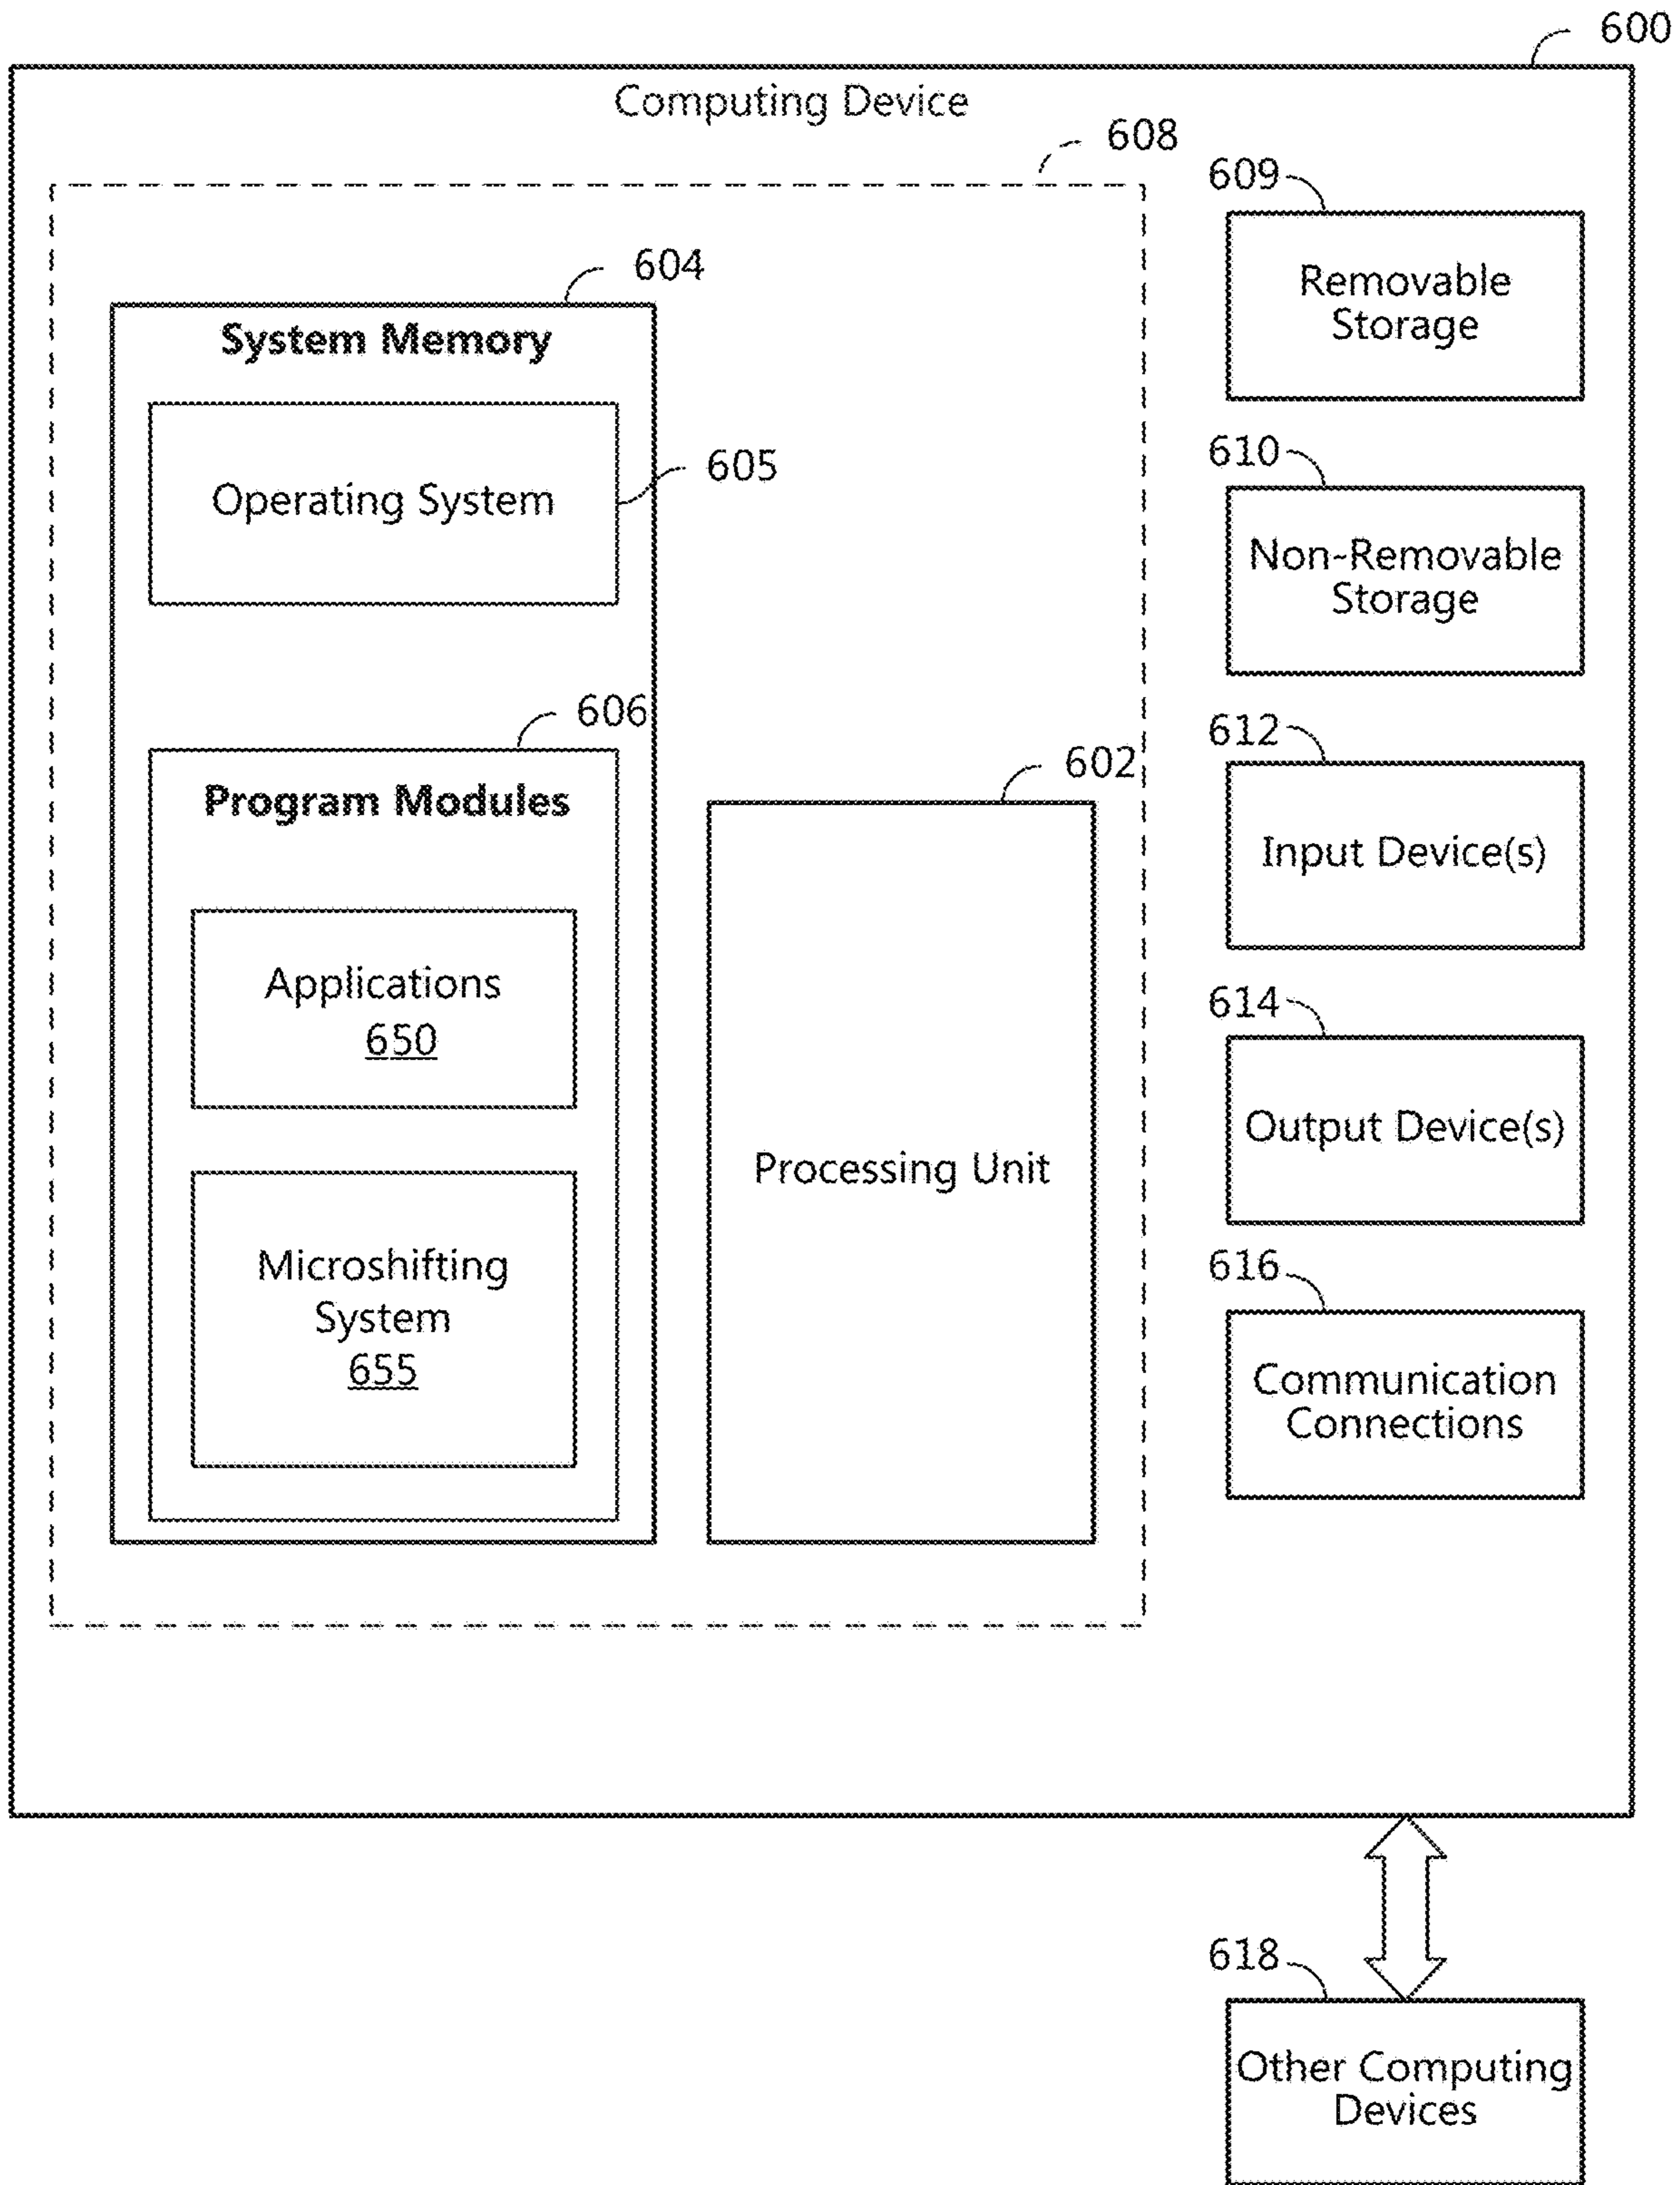 600
Computing Device
608
604
System Memory
Operating System
605
606
Program Modules
Applications
650
Microshifting
System
655
602
Processing Unit
609
Removable
Storage
610
Non-Removable
Storage
612
Input Device(s)
614
Output Device(s)
616
Communication
Connections
618
Other Computing
Devices